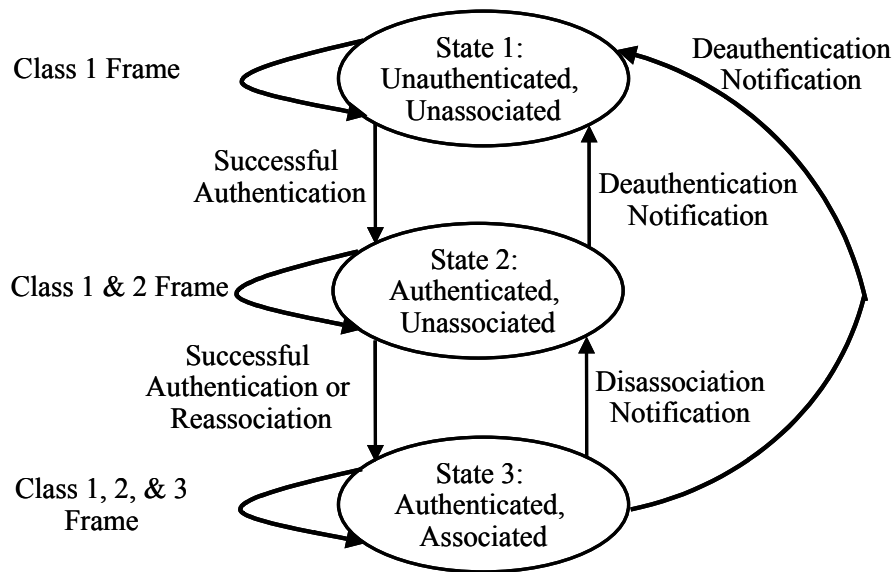 State 1:
Unauthenticated,
Unassociated
Class 1 Frame
Deauthentication
Notification
Successful
Authentication
Deauthentication
Notification
State 2:
Authenticated,
Unassociated
Class 1 & 2 Frame
Successful
Authentication or
Reassociation
Disassociation
Notification
State 3:
Authenticated,
Associated
Class 1, 2, & 3
Frame